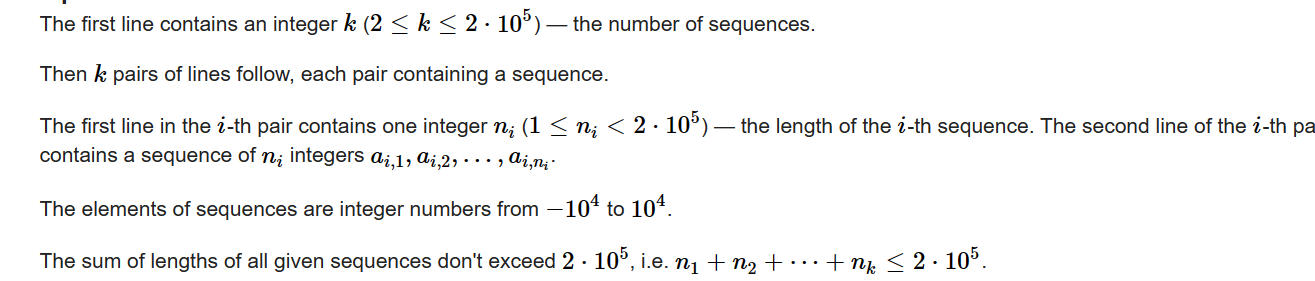 The first line contains an integer k (2 ≤ k ≤ 2 · 10^5) — the number of sequences.
Then k pairs of lines follow, each pair containing a sequence.
The first line in the i-th pair contains one integer n_i (1 ≤ n_i < 2 · 10^5) — the length of the i-th sequence. The second line of the i-th pa
contains a sequence of n_i integers a_{i,1}, a_{i,2}, ..., a_{i,n_i}.
The elements of sequences are integer numbers from −10^4 to 10^4.
The sum of lengths of all given sequences don't exceed 2 · 10^5, i.e. n_1 + n_2 + ⋯ + n_k ≤ 2 · 10^5.